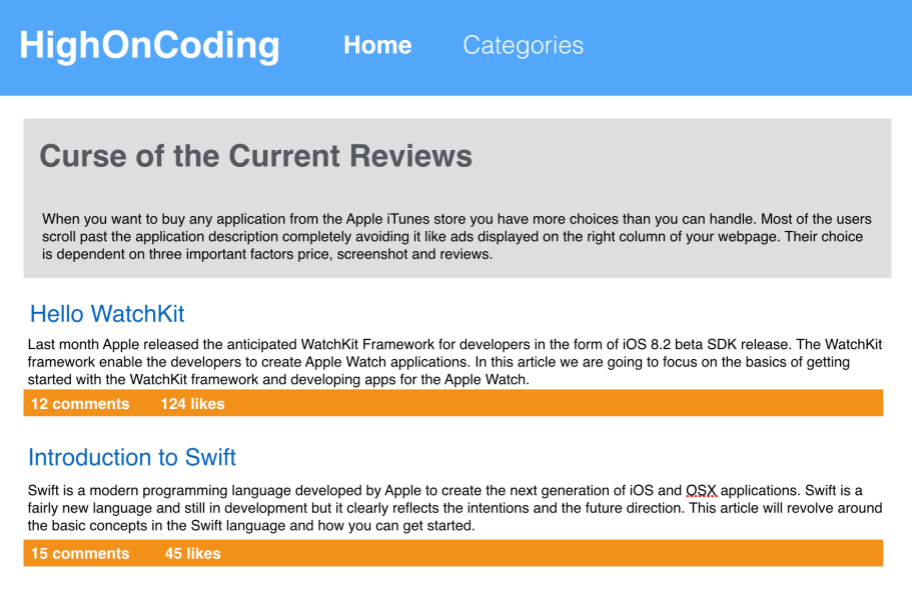 HighOnCoding Home Categories
Curse of the Current Reviews
When you want to buy any application from the Apple iTunes store you have more choices than you can handle. Most of the users
scroll past the application description completely avoiding it like ads displayed on the right column of your webpage. Their choice
is dependent on three important factors price, screenshot and reviews.
Hello WatchKit
Last month Apple released the anticipated WatchKit Framework for developers in the form of iOS 8.2 beta SDK release. The WatchKit
framework enable the developers to create Apple Watch applications. In this article we are going to focus on the basics of getting
started with the WatchKit framework and developing apps for the Apple Watch.
12 comments 124 likes
Introduction to Swift
Swift is a modern programming language developed by Apple to create the next generation of iOS and OSX applications. Swift is a
fairly new language and still in development but it clearly reflects the intentions and the future direction. This article will revolve around
the basic concepts in the Swift language and how you can get started.
15 comments 45 likes